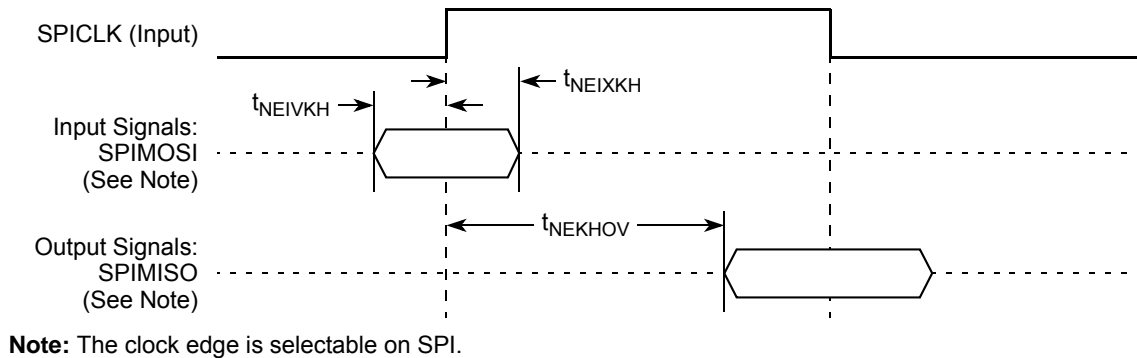 SPICLK (Input)
tNEIXKH
tNEIVKH
Input Signals:
SPIMOSI
(See Note)
tNEKHOV
Output Signals:
SPIMISO
(See Note)
Note: The clock edge is selectable on SPI.